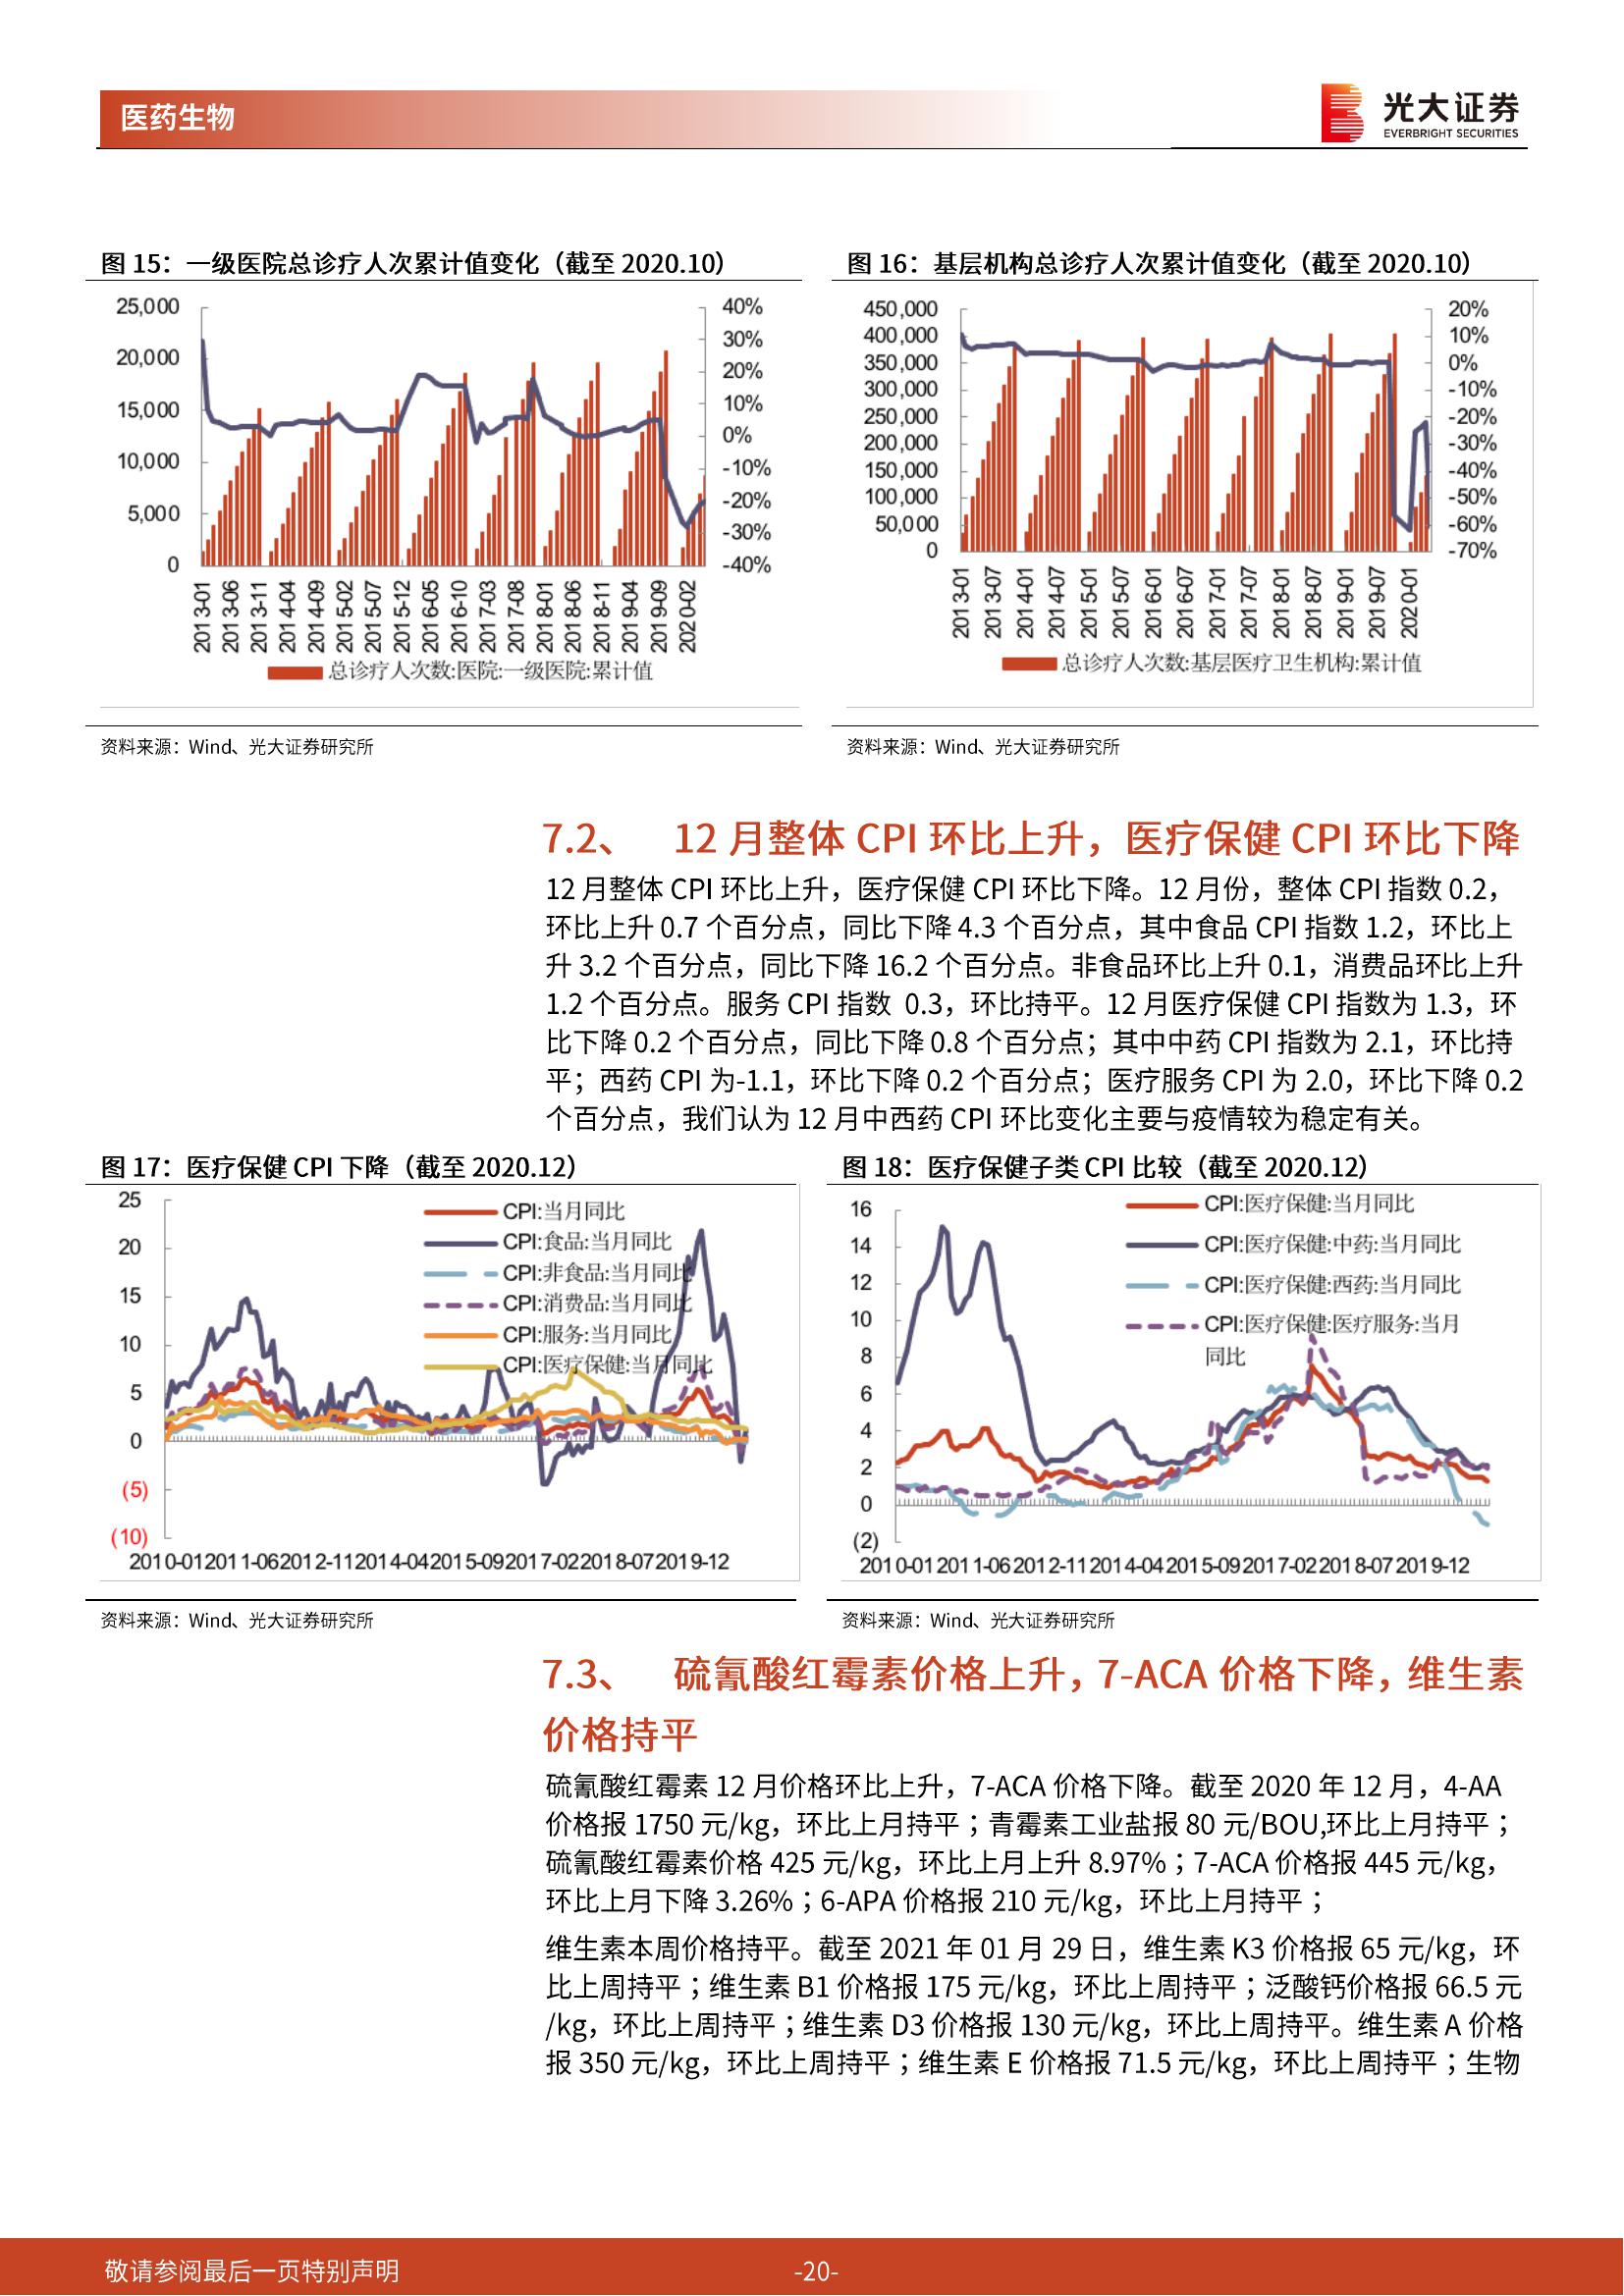 医药生物
光大证券
EVERBRIGHT SECURITIES
图 15：一级医院总诊疗人次累计值变化（截至 2020.10）
25,000
20,000
15,000
10,000
5,000
0
40%
30%
20%
10%
0%
-10%
-20%
-30%
-40%
2013-01
2013-06
2013-11
2014-04
2014-09
2015-02
2015-07
2015-12
2016-05
2016-10
2017-03
2017-08
2018-01
2018-06
2018-11
2019-04
2019-09
2020-02
总诊疗人次数:医院:一级医院:累计值
资料来源：Wind、光大证券研究所
图 16：基层机构总诊疗人次累计值变化（截至 2020.10）
450,000
400,000
350,000
300,000
250,000
200,000
150,000
100,000
50,000
0
20%
10%
0%
-10%
-20%
-30%
-40%
-50%
-60%
-70%
2013-01
2013-07
2014-01
2014-07
2015-01
2015-07
2016-01
2016-07
2017-01
2017-07
2018-01
2018-07
2019-01
2019-07
2020-01
总诊疗人次数:基层医疗卫生机构:累计值
资料来源：Wind、光大证券研究所
7.2、 12 月整体 CPI 环比上升，医疗保健 CPI 环比下降
12 月整体 CPI 环比上升，医疗保健 CPI 环比下降。12 月份，整体 CPI 指数 0.2，
环比上升 0.7 个百分点，同比下降 4.3 个百分点，其中食品 CPI 指数 1.2，环比上
升 3.2 个百分点，同比下降 16.2 个百分点。非食品环比上升 0.1，消费品环比上升
1.2 个百分点。服务 CPI 指数 0.3，环比持平。12 月医疗保健 CPI 指数为 1.3，环
比下降 0.2 个百分点，同比下降 0.8 个百分点；其中中药 CPI 指数为 2.1，环比持
平；西药 CPI 为-1.1，环比下降 0.2 个百分点；医疗服务 CPI 为 2.0，环比下降 0.2
个百分点，我们认为 12 月中西药 CPI 环比变化主要与疫情较为稳定有关。
图 17：医疗保健 CPI 下降（截至 2020.12）
25
20
15
10
5
0
(5)
(10)
CPI:当月同比
CPI:食品:当月同比
CPI:非食品:当月同比
CPI:消费品:当月同比
CPI:服务:当月同比
CPI:医疗保健:当月同比
2010-01 2011-06 2012-11 2014-04 2015-09 2017-02 2018-07 2019-12
资料来源：Wind、光大证券研究所
图 18：医疗保健子类 CPI 比较（截至 2020.12）
16
14
12
10
8
6
4
2
0
(2)
CPI:医疗保健:当月同比
CPI:医疗保健:中药:当月同比
CPI:医疗保健:西药:当月同比
CPI:医疗保健:医疗服务:当月
同比
2010-01 2011-06 2012-11 2014-04 2015-09 2017-02 2018-07 2019-12
资料来源：Wind、光大证券研究所
7.3、 硫氰酸红霉素价格上升，7-ACA 价格下降，维生素
价格持平
硫氰酸红霉素 12 月价格环比上升，7-ACA 价格下降。截至 2020 年 12 月，4-AA
价格报 1750 元/kg，环比上月持平；青霉素工业盐报 80 元/BOU,环比上月持平；
硫氰酸红霉素价格 425 元/kg，环比上月上升 8.97%；7-ACA 价格报 445 元/kg，
环比上月下降 3.26%；6-APA 价格报 210 元/kg，环比上月持平；
维生素本周价格持平。截至 2021 年 01 月 29 日，维生素 K3 价格报 65 元/kg，环
比上周持平；维生素 B1 价格报 175 元/kg，环比上周持平；泛酸钙价格报 66.5 元
/kg，环比上周持平；维生素 D3 价格报 130 元/kg，环比上周持平。维生素 A 价格
报 350 元/kg，环比上周持平；维生素 E 价格报 71.5 元/kg，环比上周持平；生物
敬请参阅最后一页特别声明
-20-